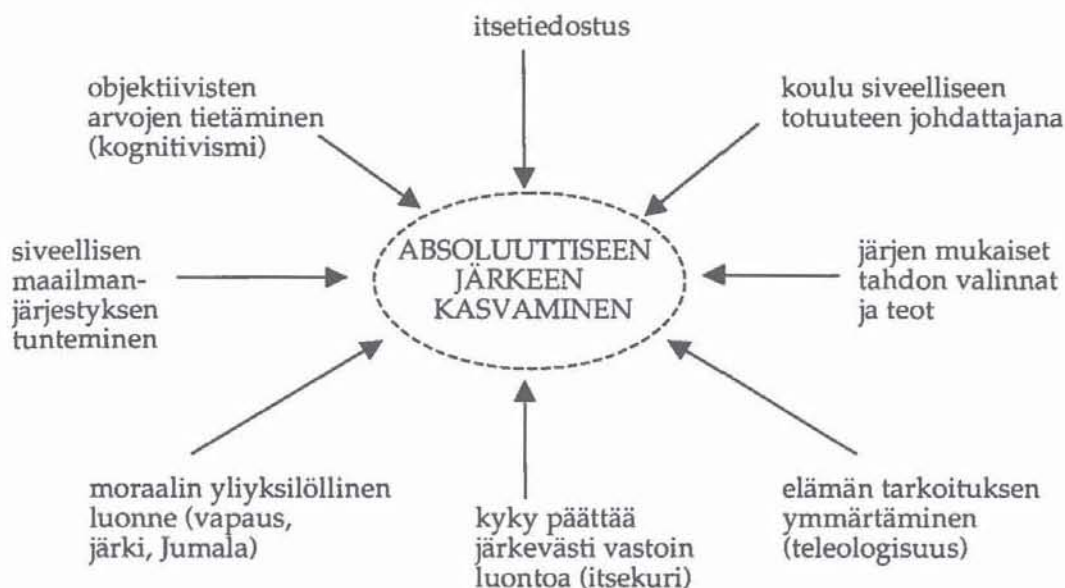 itsetiedostus
objektiivisten
arvojen tietäminen
(kognitivismi)
koulu siveelliseen
totuuteen johdattajana
siveellisen
maailman-
järjestyksen
tunteminen
ABSOLUUTTISEEN
JÄRKEEN
KASVAMINEN
järjen mukaiset
tahdon valinnat
ja teot
moraalin yliyksilöllinen
luonne (vapaus,
järki, Jumala)
kyky päättää
järkevästi vastoin
luontoa (itsekuri)
elämän tarkoituksen
ymmärtäminen
(teleologisuus)